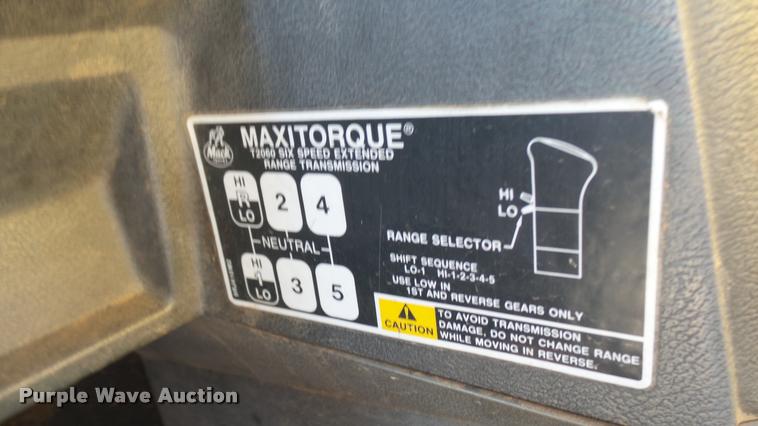 Mack
MAXITORQUE®
T2060 SIX SPEED EXTENDED
RANGE TRANSMISSION
HI
R
LO
2
4
NEUTRAL
HI
1
LO
3
5
HI
LO
RANGE SELECTOR
SHIFT SEQUENCE
LO-1 HI-1-2-3-4-5
USE LOW IN
1ST AND REVERSE GEARS ONLY
CAUTION
TO AVOID TRANSMISSION
DAMAGE, DO NOT CHANGE RANGE
WHILE MOVING IN REVERSE.
Purple Wave Auction